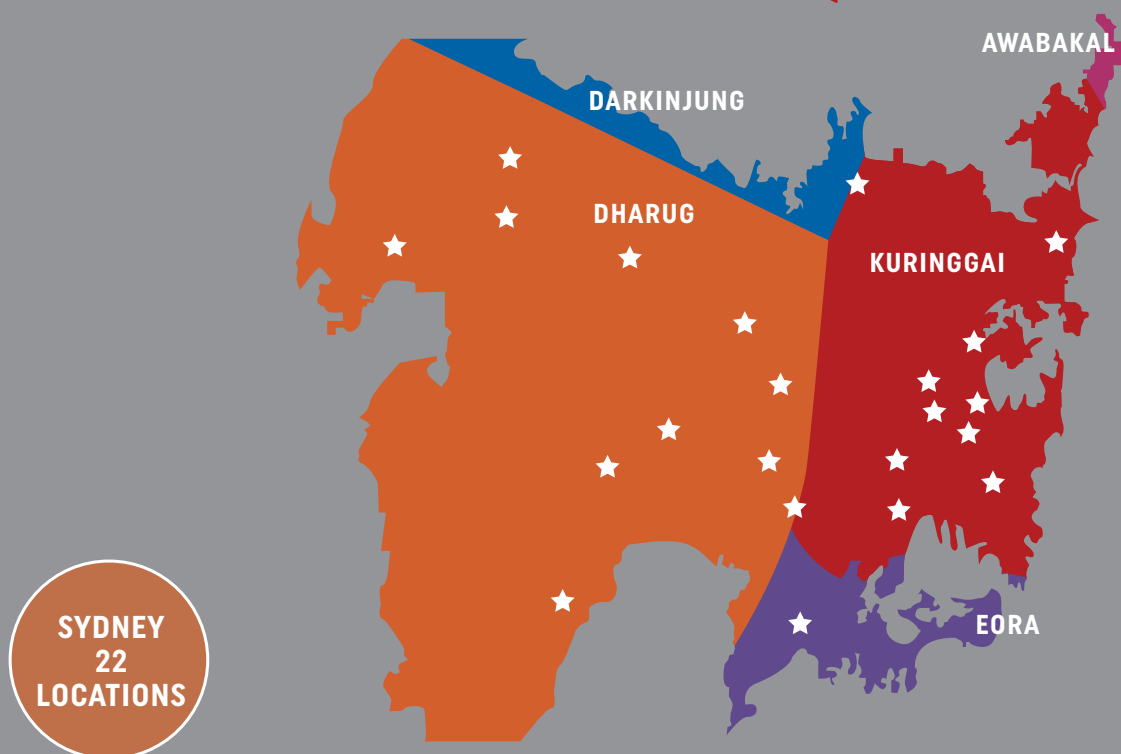 AWABAKAL
DARKINJUNG
DHARUG
KURINGGAI
EORA
SYDNEY
22
LOCATIONS